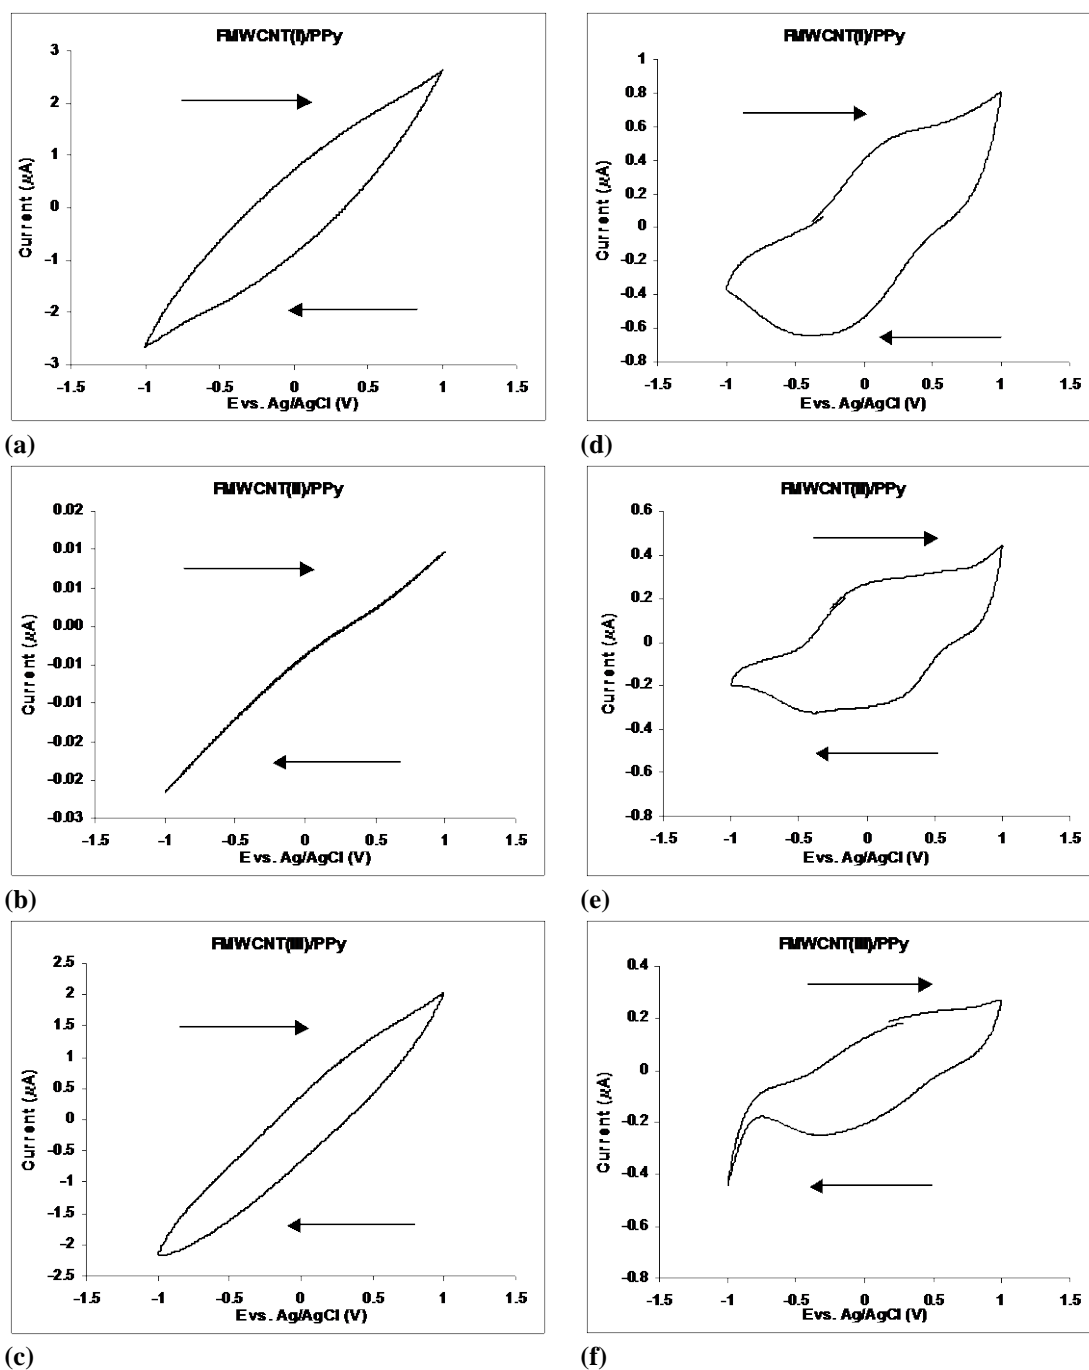 FMWCNT(I)/PPy
3
2
1
0
-1
-2
-3
Current (μA)
-1.5 -1 -0.5 0 0.5 1 1.5
E vs. Ag/AgCl (V)
(a)
FMWCNT(I)/PPy
1
0.8
0.6
0.4
0.2
0
-0.2
-0.4
-0.6
-0.8
Current (μA)
-1.5 -1 -0.5 0 0.5 1 1.5
E vs. Ag/AgCl (V)
(d)
FMWCNT(II)/PPy
0.02
0.01
0.01
0.00
-0.01
-0.01
-0.02
-0.02
-0.03
Current (μA)
-1.5 -1 -0.5 0 0.5 1 1.5
E vs. Ag/AgCl (V)
(b)
FMWCNT(II)/PPy
0.6
0.4
0.2
0
-0.2
-0.4
-0.6
-0.8
Current (μA)
-1.5 -1 -0.5 0 0.5 1 1.5
E vs. Ag/AgCl (V)
(e)
FMWCNT(III)/PPy
2.5
2
1.5
1
0.5
0
-0.5
-1
-1.5
-2
-2.5
Current (μA)
-1.5 -1 -0.5 0 0.5 1 1.5
E vs. Ag/AgCl (V)
(c)
FMWCNT(III)/PPy
0.4
0.2
0
-0.2
-0.4
-0.6
-0.8
Current (μA)
-1.5 -1 -0.5 0 0.5 1 1.5
E vs. Ag/AgCl (V)
(f)